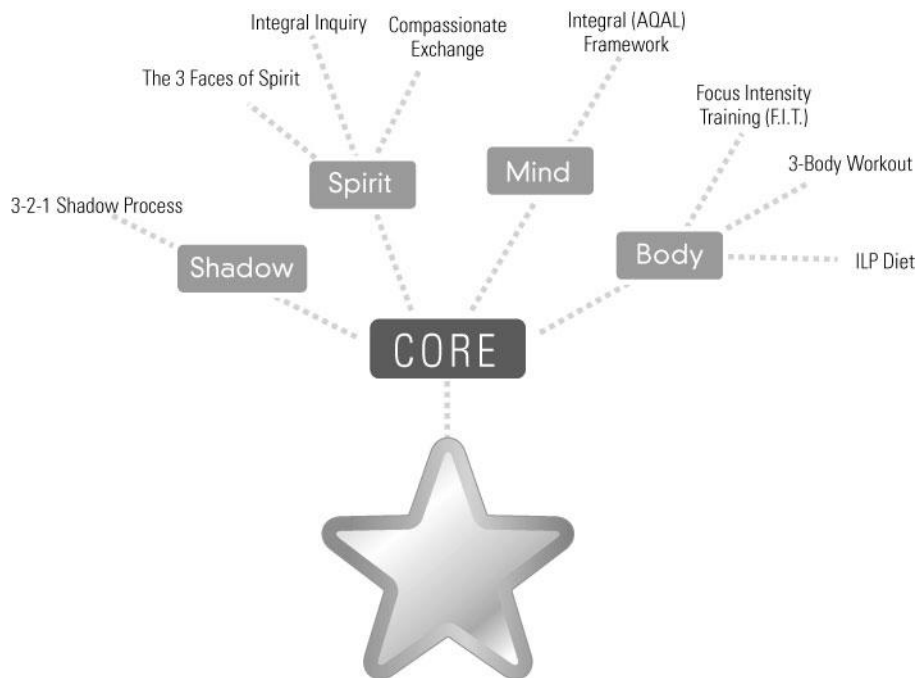 Integral Inquiry
Compassionate
Exchange
Integral (AQAL)
Framework
The 3 Faces of Spirit
Focus Intensity
Training (F.I.T.)
Spirit
Mind
3-Body Workout
3-2-1 Shadow Process
Shadow
Body
ILP Diet
CORE